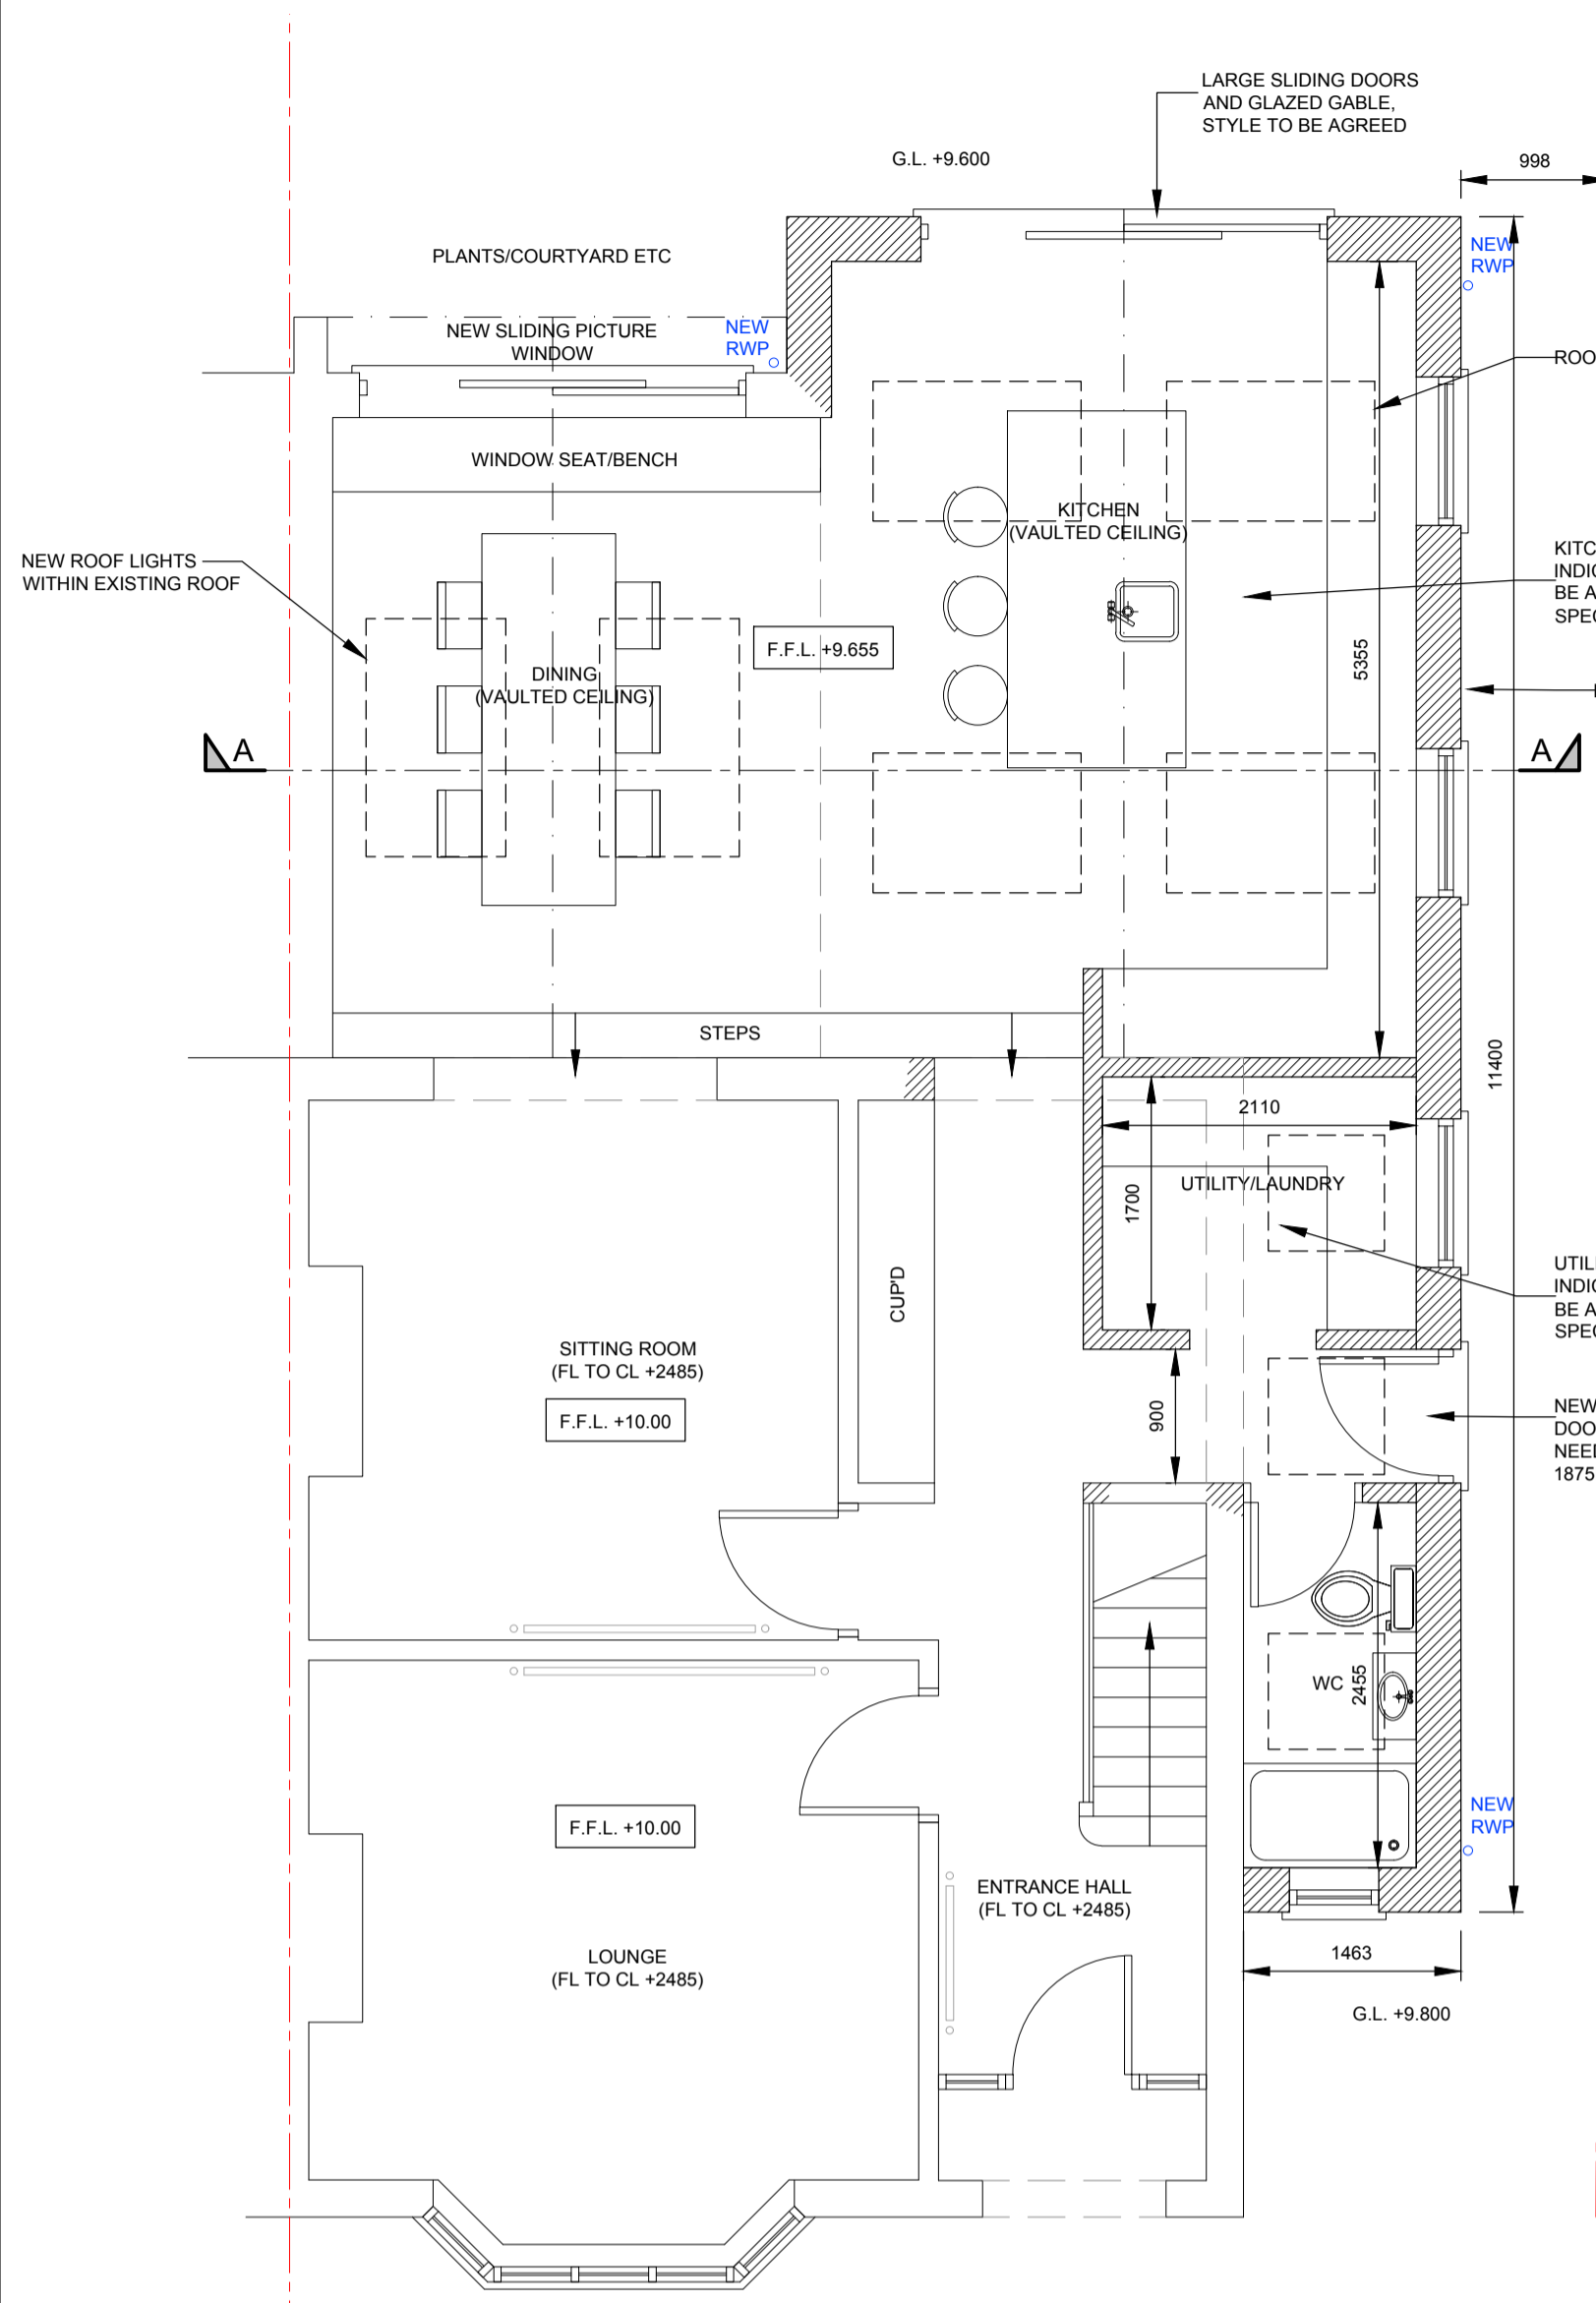 LARGE SLIDING DOORS
AND GLAZED GABLE,
STYLE TO BE AGREED
G.L. +9.600
998
NEW
RWP
PLANTS/COURTYARD ETC
NEW SLIDING PICTURE
WINDOW
NEW
RWP
ROO
WINDOW SEAT/BENCH
KITCHEN
(VAULTED CEILING)
NEW ROOF LIGHTS
WITHIN EXISTING ROOF
KITC
INDIC
BE A
SPEC
F.F.L. +9.655
5355
DINING
(VAULTED CEILING)
A
A
STEPS
11400
2110
UTILITY/LAUNDRY
1700
CUP'D
UTILI
INDIC
BE A
SPEC
SITTING ROOM
(FL TO CL +2485)
F.F.L. +10.00
900
NEW
DOO
NEED
1875
WC
2455
NEW
RWP
F.F.L. +10.00
ENTRANCE HALL
(FL TO CL +2485)
LOUNGE
(FL TO CL +2485)
1463
G.L. +9.800